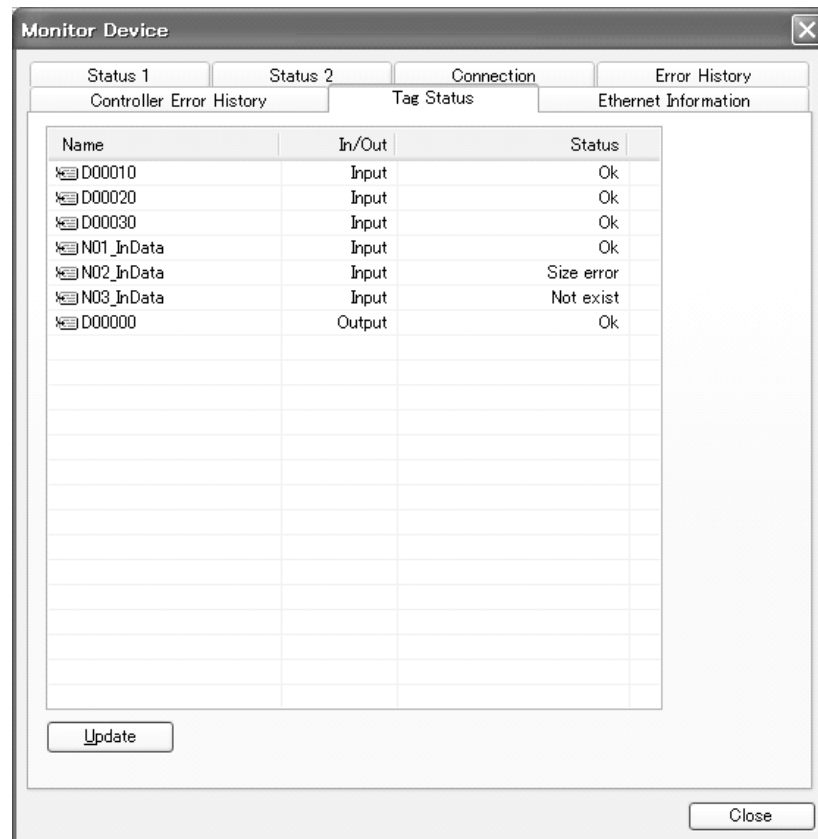 Monitor Device
Status 1 Status 2 Connection Error History
Controller Error History Tag Status Ethernet Information
Name In/Out Status
D00010 Input Ok
D00020 Input Ok
D00030 Input Ok
N01_InData Input Ok
N02_InData Input Size error
N03_InData Input Not exist
D00000 Output Ok
Update
Close